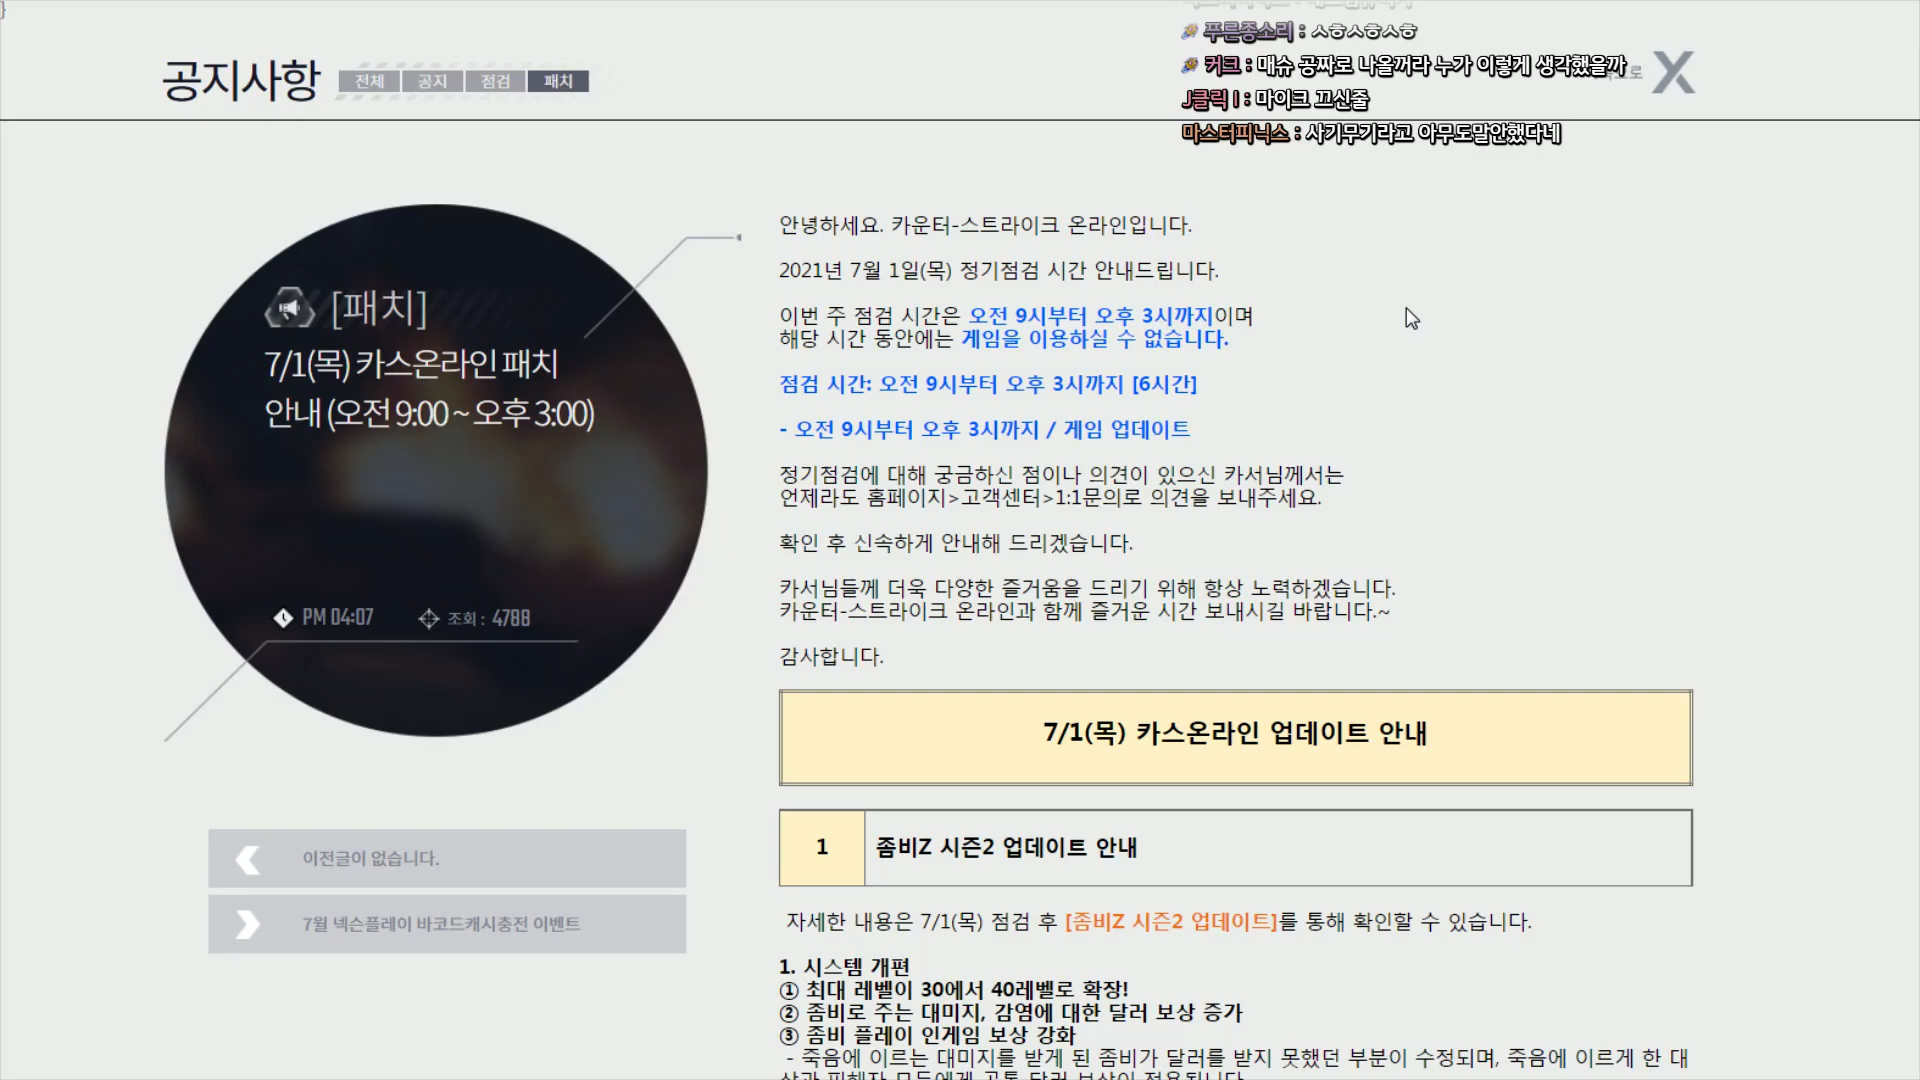 푸른종소리 : ㅅㅎㅅㅎㅅㅎ
커크 : 매슈 공짜로 나올꺼라 누가 이렇게 생각했을까
J클릭 I : 마이크 끄신줄
마스터피닉스 : 사기무기라고 아무도말안했다네
공지사항
전체
공지
점검
패치
X
[패치]
7/1(목) 카스온라인 패치
안내 (오전 9:00 ~ 오후 3:00)
PM 04:07
조회 : 4788
이전글이 없습니다.
7월 넥슨플레이 바코드캐시충전 이벤트
안녕하세요. 카운터-스트라이크 온라인입니다.
2021년 7월 1일(목) 정기점검 시간 안내드립니다.
이번 주 점검 시간은 오전 9시부터 오후 3시까지이며
해당 시간 동안에는 게임을 이용하실 수 없습니다.
점검 시간: 오전 9시부터 오후 3시까지 [6시간]
- 오전 9시부터 오후 3시까지 / 게임 업데이트
정기점검에 대해 궁금하신 점이나 의견이 있으신 카서님께서는
언제라도 홈페이지>고객센터>1:1문의로 의견을 보내주세요.
확인 후 신속하게 안내해 드리겠습니다.
카서님들께 더욱 다양한 즐거움을 드리기 위해 항상 노력하겠습니다.
카운터-스트라이크 온라인과 함께 즐거운 시간 보내시길 바랍니다.~
감사합니다.
7/1(목) 카스온라인 업데이트 안내
1
좀비Z 시즌2 업데이트 안내
자세한 내용은 7/1(목) 점검 후 [좀비Z 시즌2 업데이트]를 통해 확인할 수 있습니다.
1. 시스템 개편
① 최대 레벨이 30에서 40레벨로 확장!
② 좀비로 주는 대미지, 감염에 대한 달러 보상 증가
③ 좀비 플레이 인게임 보상 강화
- 죽음에 이르는 대미지를 받게 된 좀비가 달러를 받지 못했던 부분이 수정되며, 죽음에 이르게 한 대